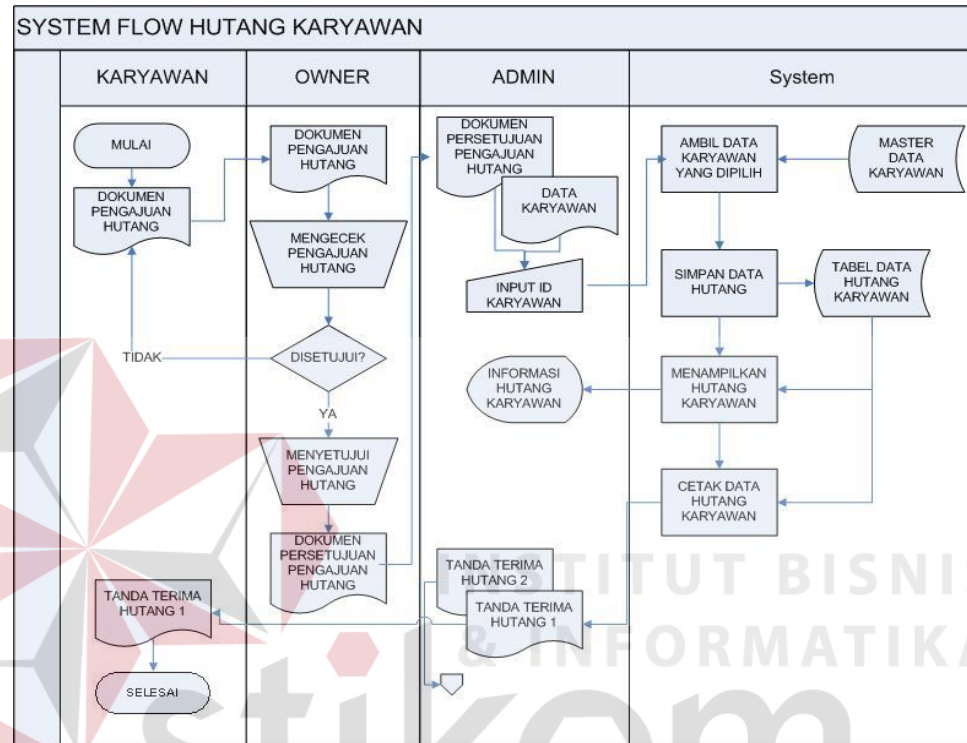 SYSTEM FLOW HUTANG KARYAWAN
KARYAWAN
OWNER
ADMIN
System
MULAI
DOKUMEN
PENGAJUAN
HUTANG
TIDAK
TANDA TERIMA
HUTANG 1
SELESAI
DOKUMEN
PENGAJUAN
HUTANG
MENGECEK
PENGAJUAN
HUTANG
DISETUJUI?
YA
MENYETUJUI
PENGAJUAN
HUTANG
DOKUMEN
PERSETUJUAN
PENGAJUAN
HUTANG
DOKUMEN
PERSETUJUAN
PENGAJUAN
HUTANG
DATA
KARYAWAN
INPUT ID
KARYAWAN
INFORMASI
HUTANG
KARYAWAN
TANDA TERIMA
HUTANG 2
TANDA TERIMA
HUTANG 1
AMBIL DATA
KARYAWAN
YANG DIPILIH
MASTER
DATA
KARYAWAN
SIMPAN DATA
HUTANG
TABEL DATA
HUTANG
KARYAWAN
MENAMPILKAN
HUTANG
KARYAWAN
CETAK DATA
HUTANG
KARYAWAN
INSTITUT BISNI
& INFORMATIKA
stikom